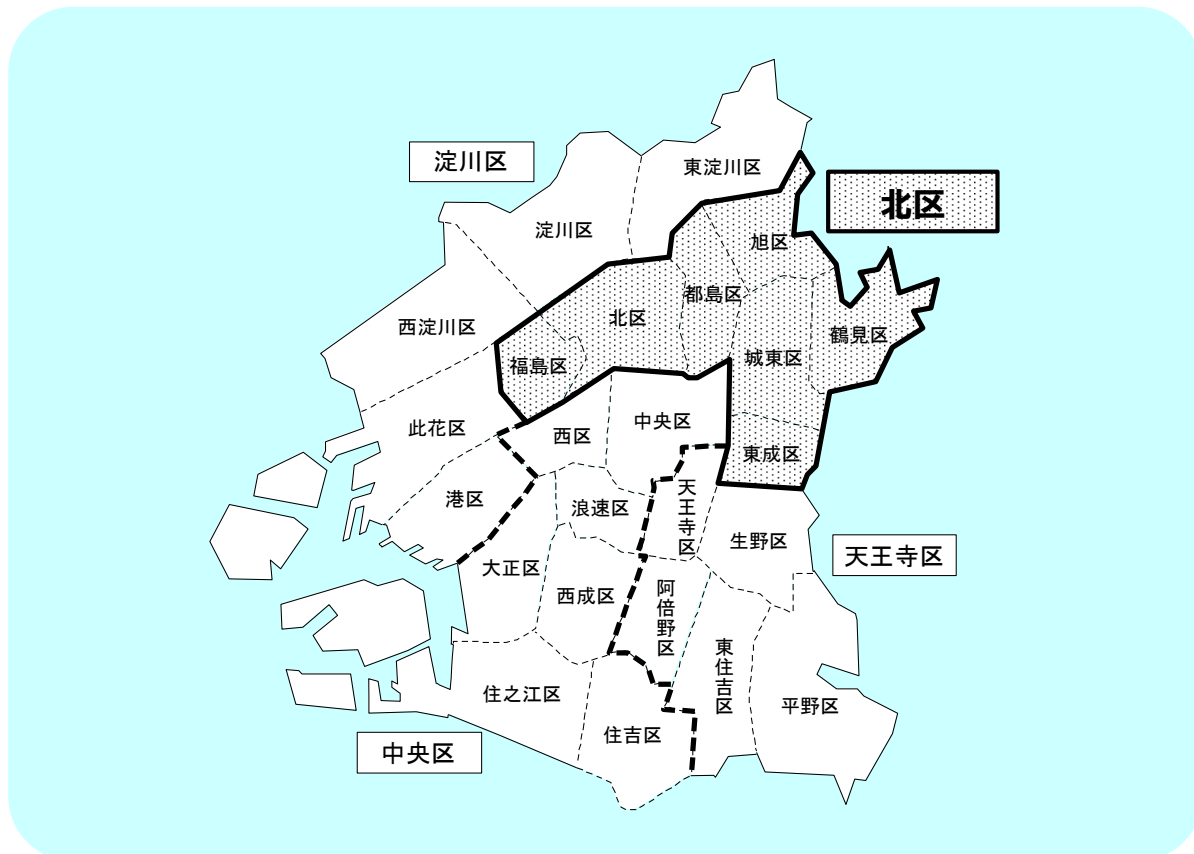 淀川区
東淀川区
北区
淀川区
旭区
都島区
北区
西淀川区
鶴見区
城東区
福島区
中央区
此花区
西区
東成区
港区
浪速区
天王寺区
生野区
天王寺区
大正区
西成区
阿倍野区
東住吉区
住之江区
平野区
住吉区
中央区